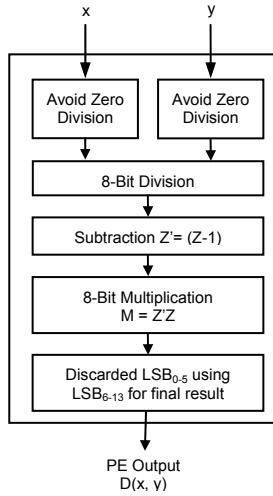 x y
Avoid Zero Avoid Zero
Division Division
8-Bit Division
Subtraction Z'= (Z-1)
8-Bit Multiplication
M = Z'Z
Discarded LSB0-5 using
LSB6-13 for final result
PE Output
D(x, y)